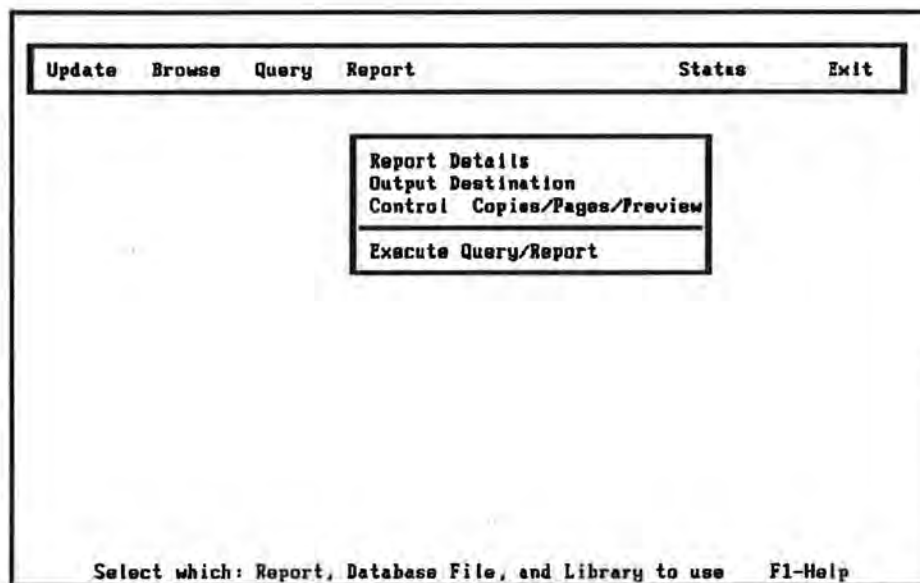 Update Browse Query Report Status Exit
Report Details
Output Destination
Control Copies/Pages/Preview
Execute Query/Report
Select which: Report, Database File, and Library to use F1-Help